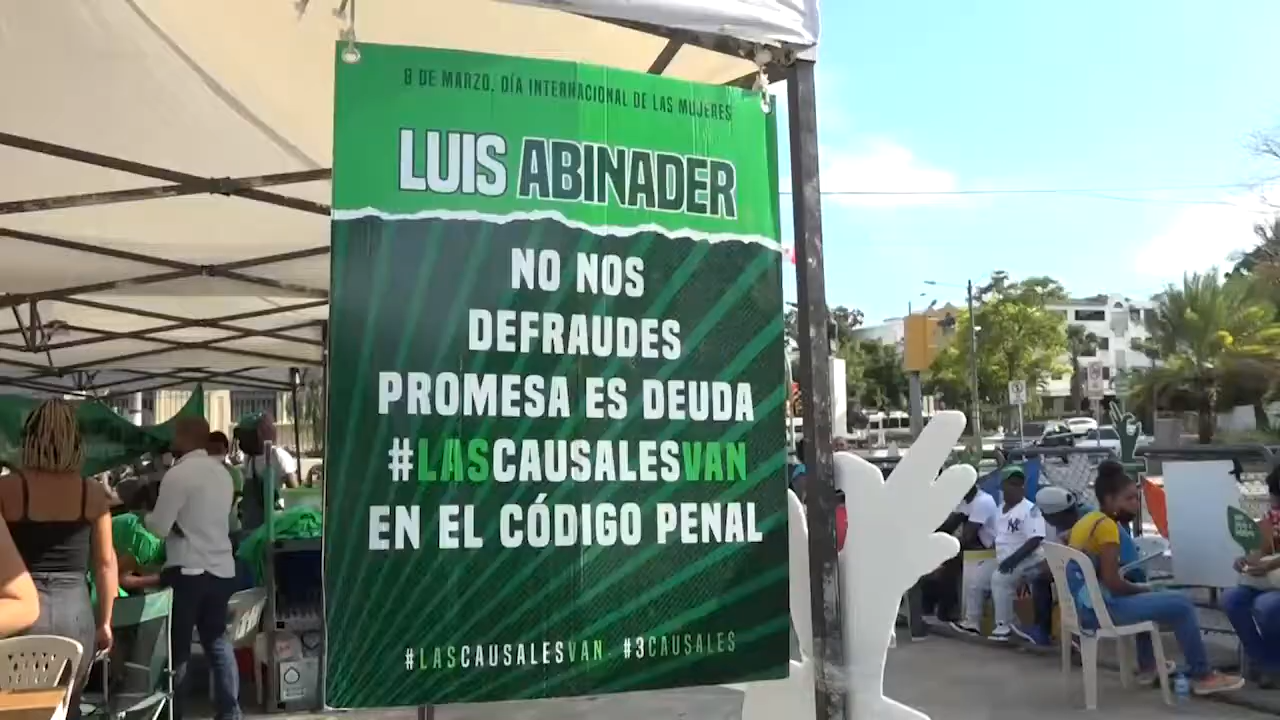 8 DE MARZO, DÍA INTERNACIONAL DE LAS MUJERES
LUIS ABINADER
NO NOS
DEFRAUDES
PROMESA ES DEUDA
#LASCAUSALESVAN
EN EL CÓDIGO PENAL
#LASCAUSALESVAN. #3CAUSALES